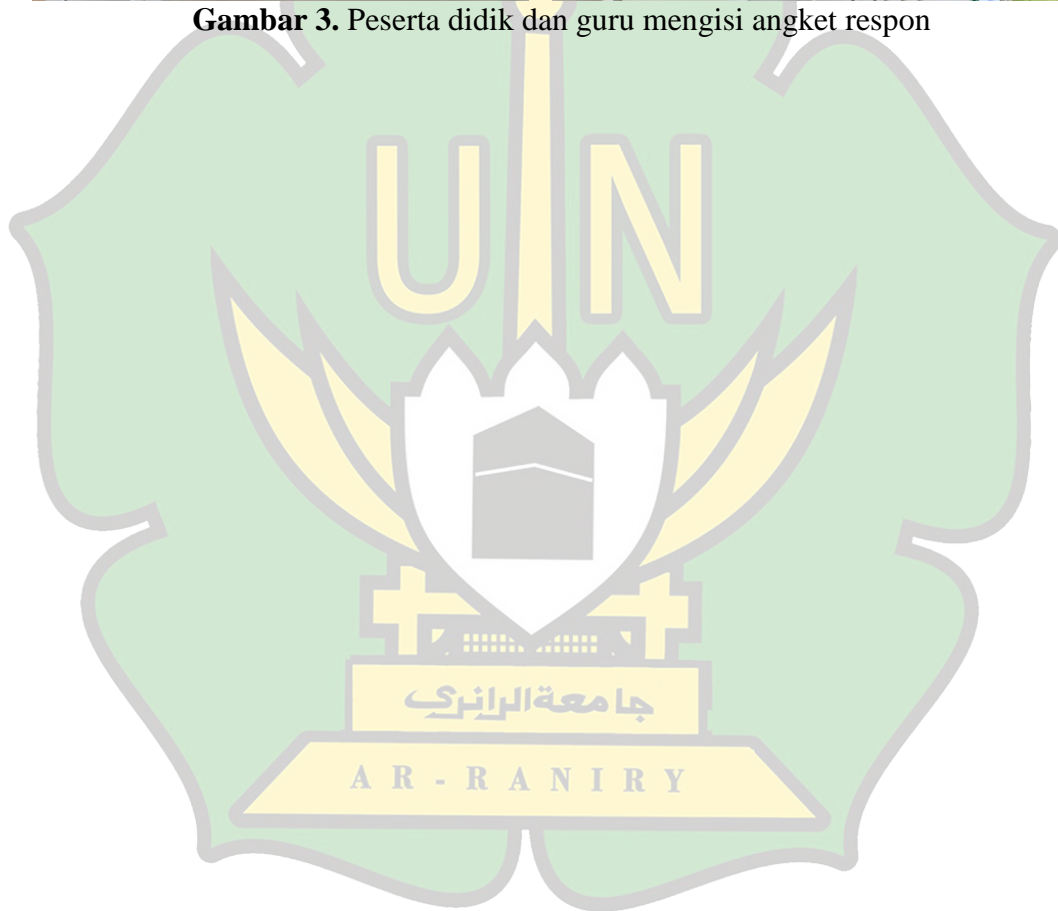 Gambar 3. Peserta didik dan guru mengisi angket respon
U N
جامعة الرانري
AR-RANIRY